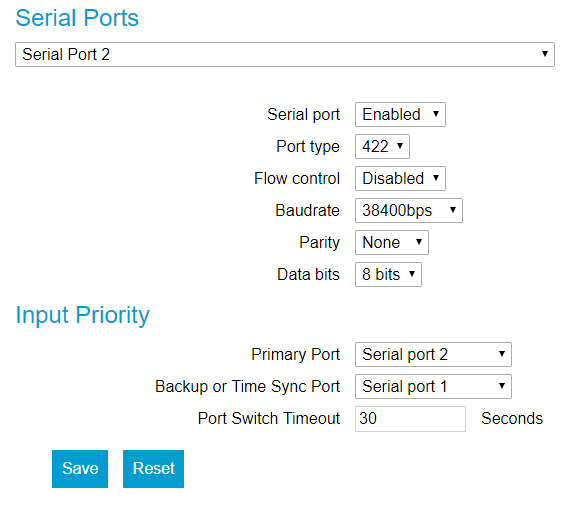 Serial Ports
Serial Port 2
Serial port Enabled
Port type 422
Flow control Disabled
Baudrate 38400bps
Parity None
Data bits 8 bits
Input Priority
Primary Port Serial port 2
Backup or Time Sync Port Serial port 1
Port Switch Timeout 30 Seconds
Save Reset